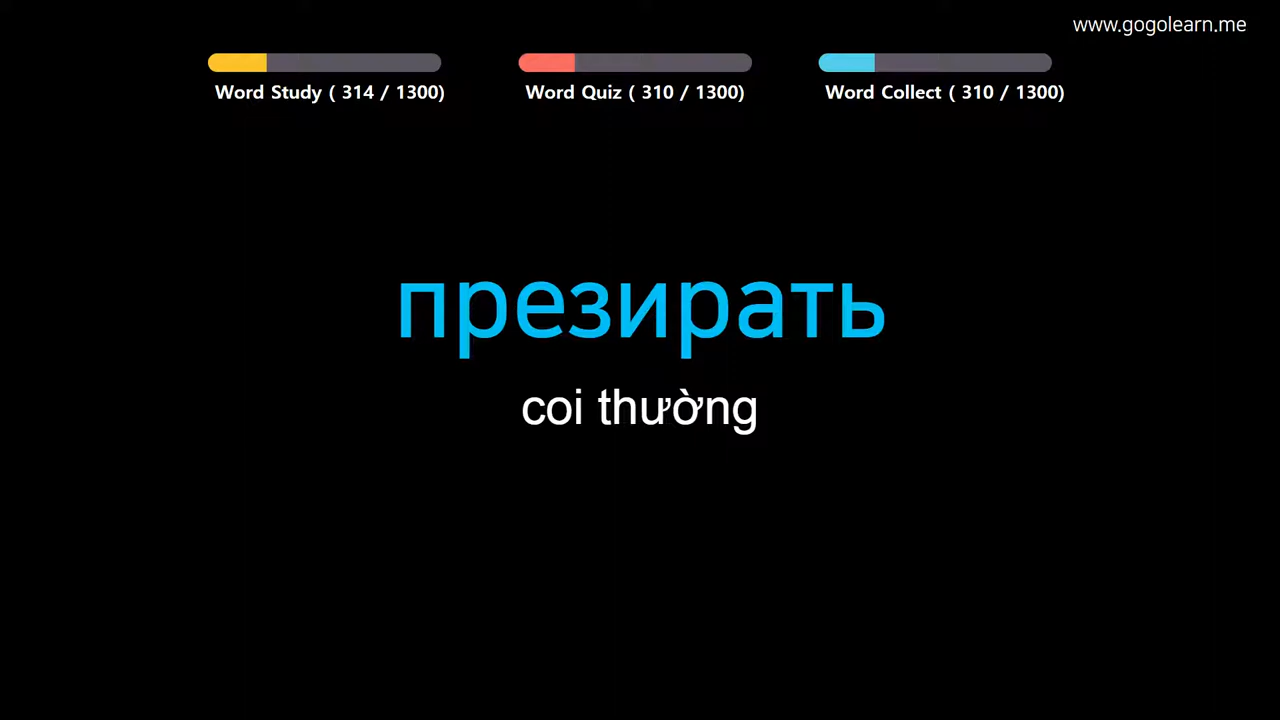 www.gogolearn.me
Word Study ( 314 / 1300)
Word Quiz ( 310 / 1300)
Word Collect ( 310 / 1300)
презирать
coi thường